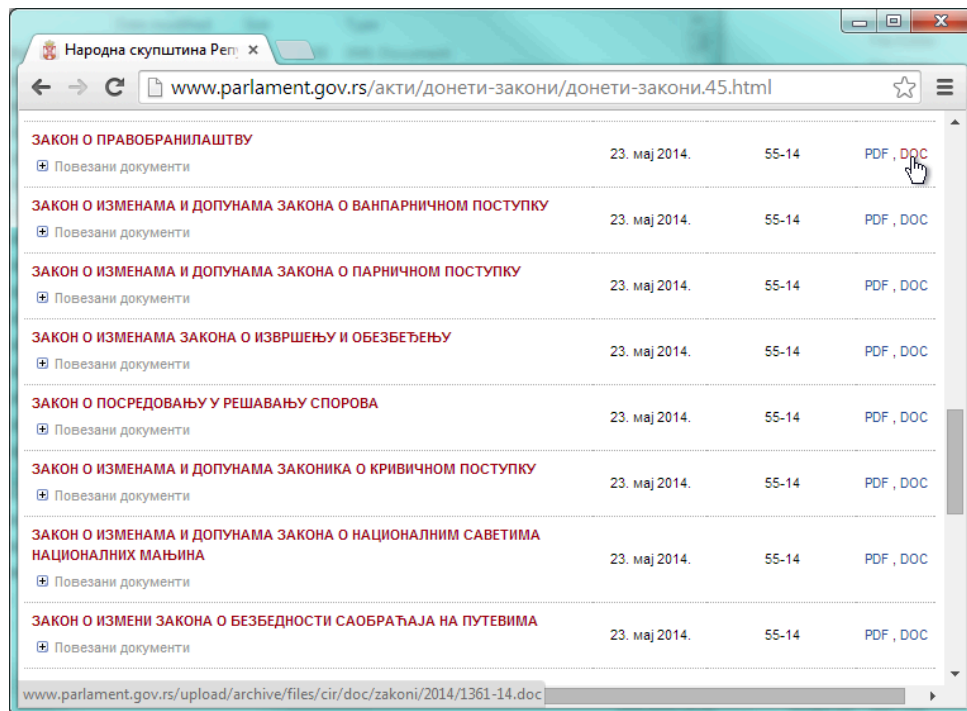 Народна скупштина Реп
www.parlament.gov.rs/акти/донети-закони/донети-закони.45.html
ЗАКОН О ПРАВОБРАНИЛАШТВУ
Повезани документи
23. мај 2014.
55-14
PDF , DOC
ЗАКОН О ИЗМЕНАМА И ДОПУНАМА ЗАКОНА О ВАНПАРНИЧНОМ ПОСТУПКУ
Повезани документи
23. мај 2014.
55-14
PDF , DOC
ЗАКОН О ИЗМЕНАМА И ДОПУНАМА ЗАКОНА О ПАРНИЧНОМ ПОСТУПКУ
Повезани документи
23. мај 2014.
55-14
PDF , DOC
ЗАКОН О ИЗМЕНАМА ЗАКОНА О ИЗВРШЕЊУ И ОБЕЗБЕЂЕЊУ
Повезани документи
23. мај 2014.
55-14
PDF , DOC
ЗАКОН О ПОСРЕДОВАЊУ У РЕШАВАЊУ СПОРОВА
Повезани документи
23. мај 2014.
55-14
PDF , DOC
ЗАКОН О ИЗМЕНАМА И ДОПУНАМА ЗАКОНИКА О КРИВИЧНОМ ПОСТУПКУ
Повезани документи
23. мај 2014.
55-14
PDF , DOC
ЗАКОН О ИЗМЕНАМА И ДОПУНАМА ЗАКОНА О НАЦИОНАЛНИМ САВЕТИМА
НАЦИОНАЛНИХ МАЊИНА
Повезани документи
23. мај 2014.
55-14
PDF , DOC
ЗАКОН О ИЗМЕНИ ЗАКОНА О БЕЗБЕДНОСТИ САОБРАЋАЈА НА ПУТЕВИМА
Повезани документи
23. мај 2014.
55-14
PDF , DOC
www.parlament.gov.rs/upload/archive/files/cir/doc/zakoni/2014/1361-14.doc